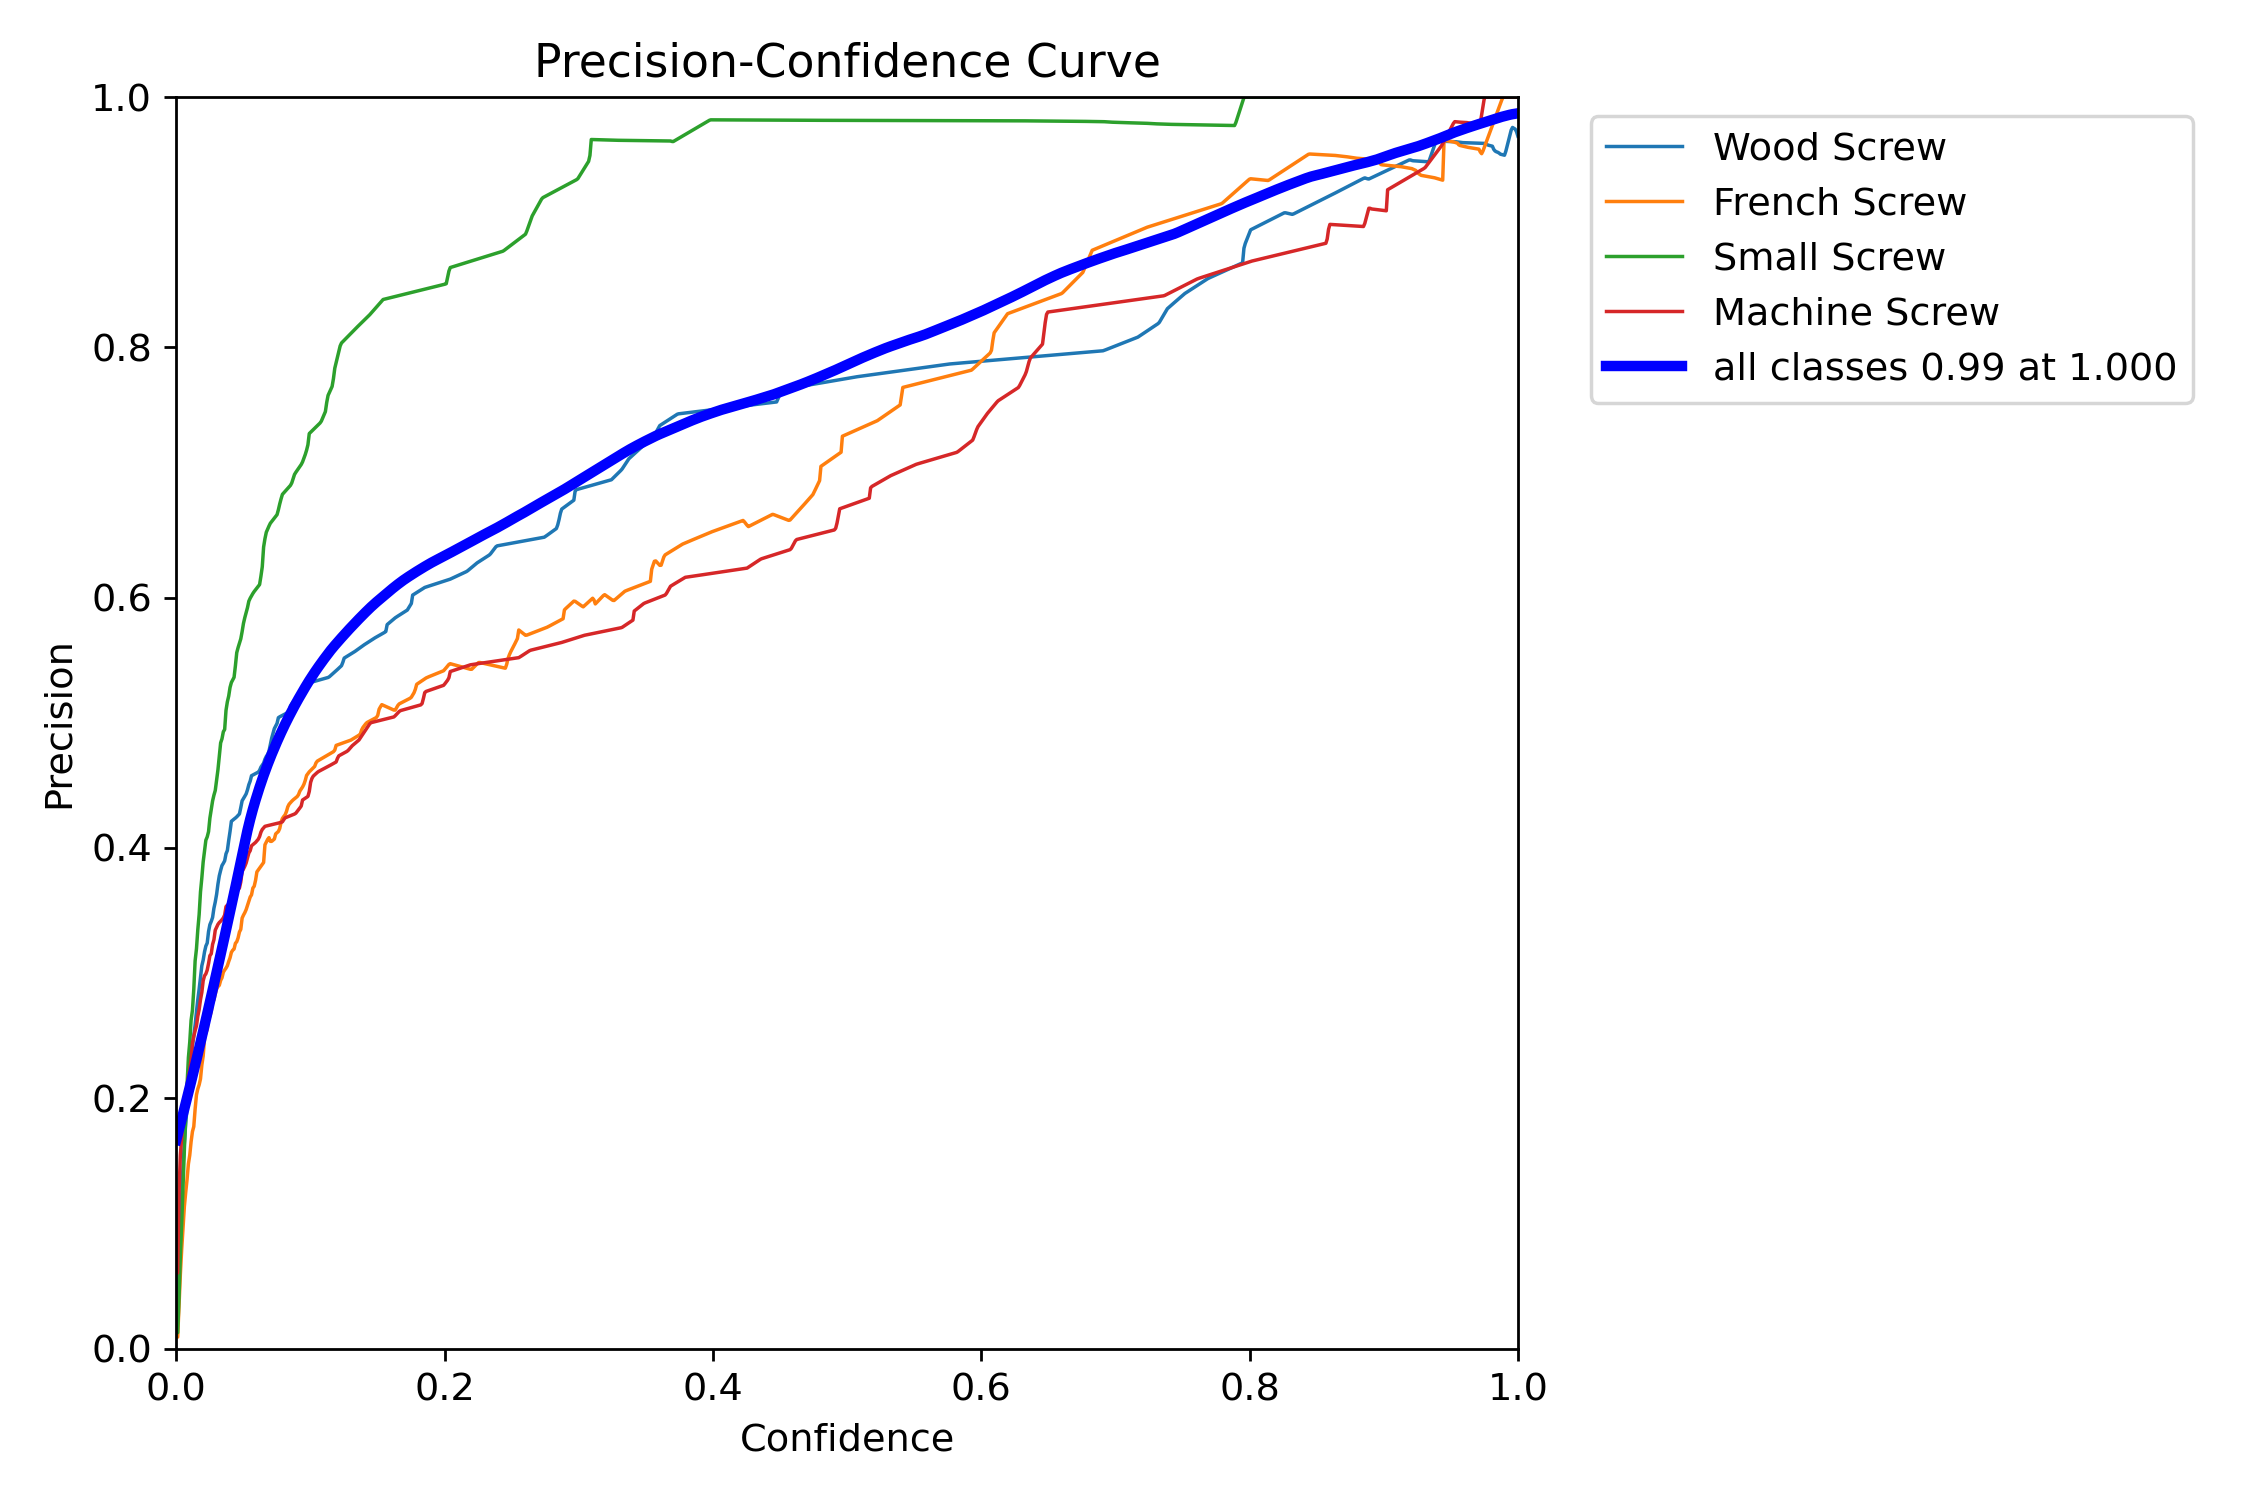 Precision-Confidence Curve
1.0
0.8
0.6
0.4
0.2
0.0
Precision
0.0 0.2 0.4 0.6 0.8 1.0
Confidence
Wood Screw
French Screw
Small Screw
Machine Screw
all classes 0.99 at 1.000